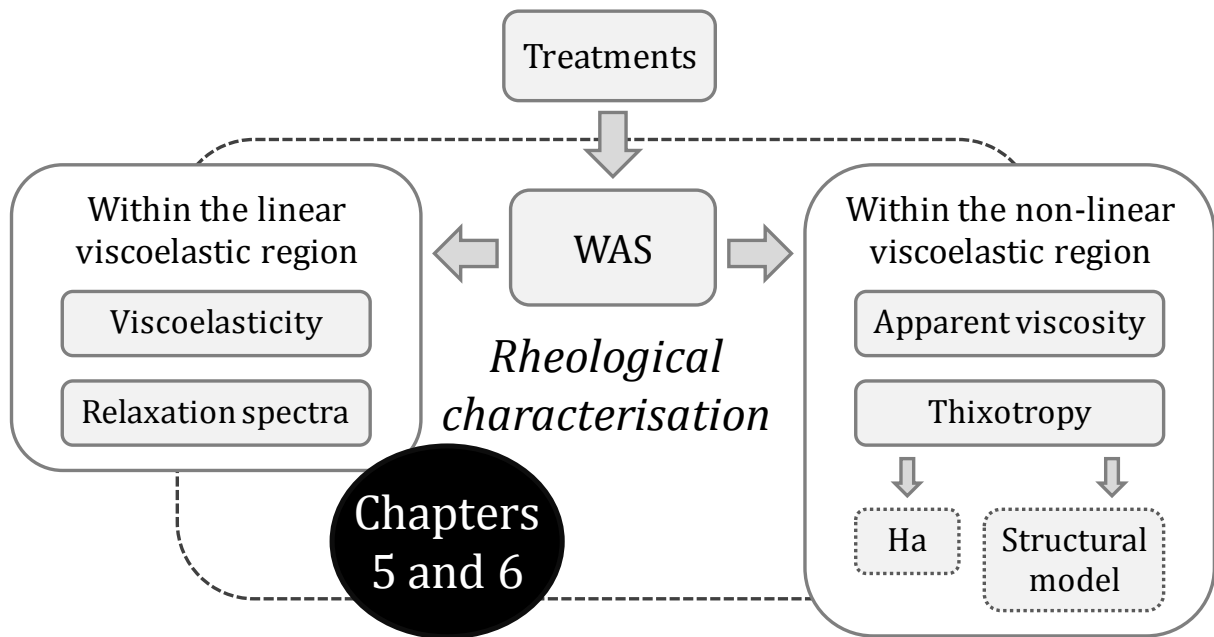 Treatments
Within the linear
viscoelastic region
Viscoelasticity
Relaxation spectra
WAS
Rheological
characterisation
Chapters
5 and 6
Within the non-linear
viscoelastic region
Apparent viscosity
Thixotropy
Ha
Structural
model